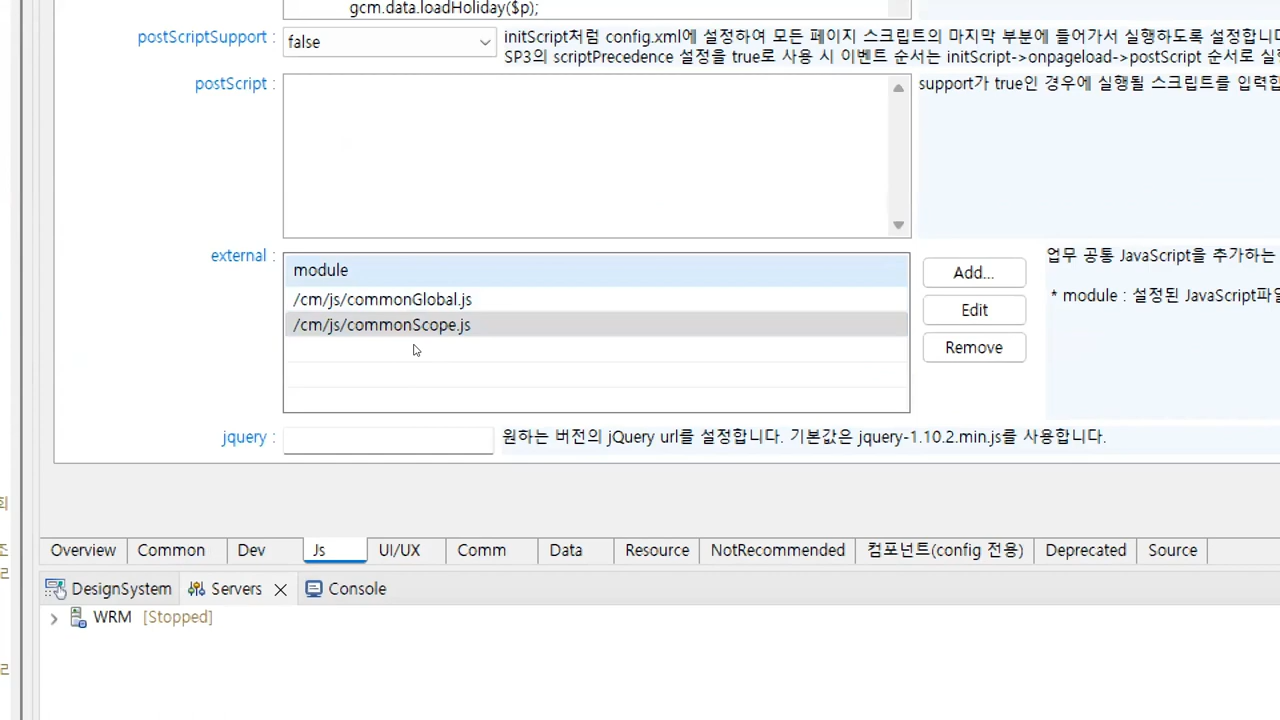 gcm.data.loadHoliday($p);
postScriptSupport : false initScript처럼 config.xml에 설정하여 모든 페이지 스크립트의 마지막 부분에 들어가서 실행하도록 설정합니다
SP3의 scriptPrecedence 설정을 true로 사용 시 이벤트 순서는 initScript->onpageload->postScript 순서로
postScript : support가 true인 경우에 실행될 스크립트를
external : module Add... 업무 공통 JavaScript을 추가하는
/cm/js/commonGlobal.js * module : 설정된 JavaScript파일
/cm/js/commonScope.js Edit
Remove
jquery : 원하는 버전의 jQuery url를 설정합니다. 기본값은 jquery-1.10.2.min.js를 사용합니다.
Overview Common Dev Js UI/UX Comm Data Resource NotRecommended 컴포넌트(config 전용) Deprecated Source
DesignSystem Servers Console
WRM [Stopped]